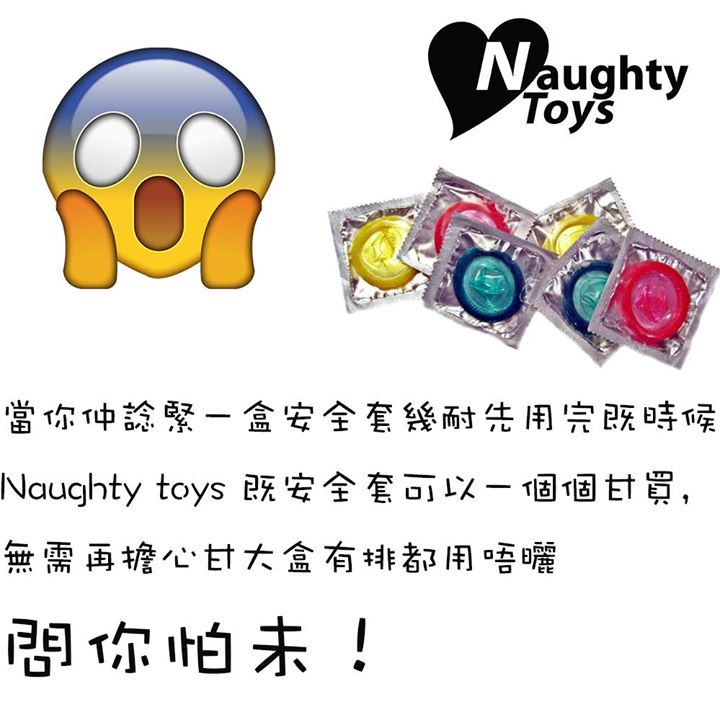 Naughty
Toys
當你仲諗緊一盒安全套幾耐先用完既時候
Naughty toys 既安全套可以一個個甘買,
無需再擔心甘大盒有排都用唔曬
問你怕未！